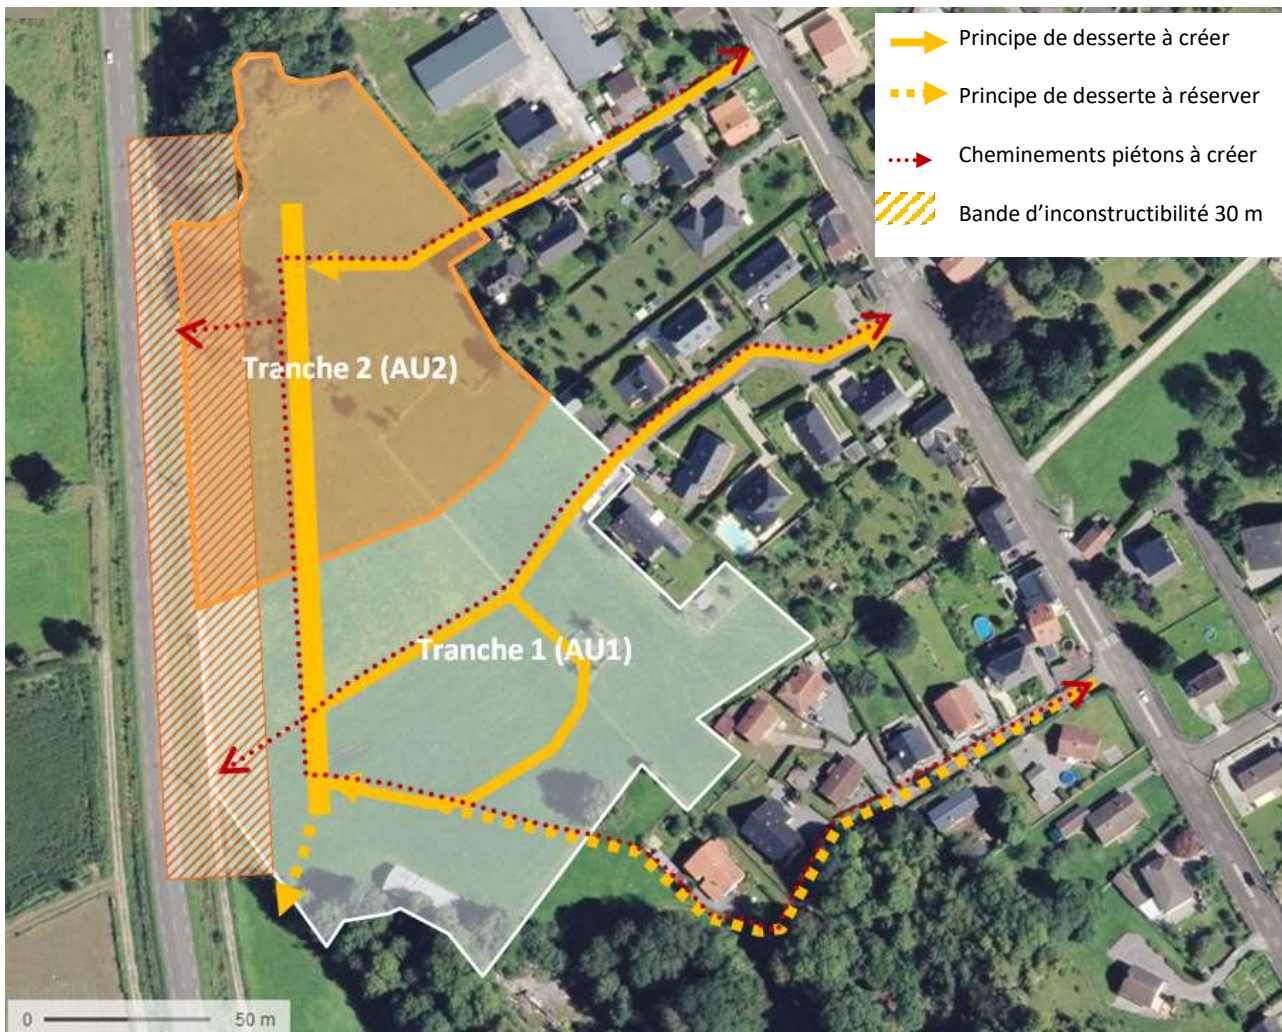 Principe de desserte à créer
Principe de desserte à réserver
Cheminements piétons à créer
Bande d'inconstructibilité 30 m
Tranche 2 (AU2)
Tranche 1 (AU1)
0 50 m